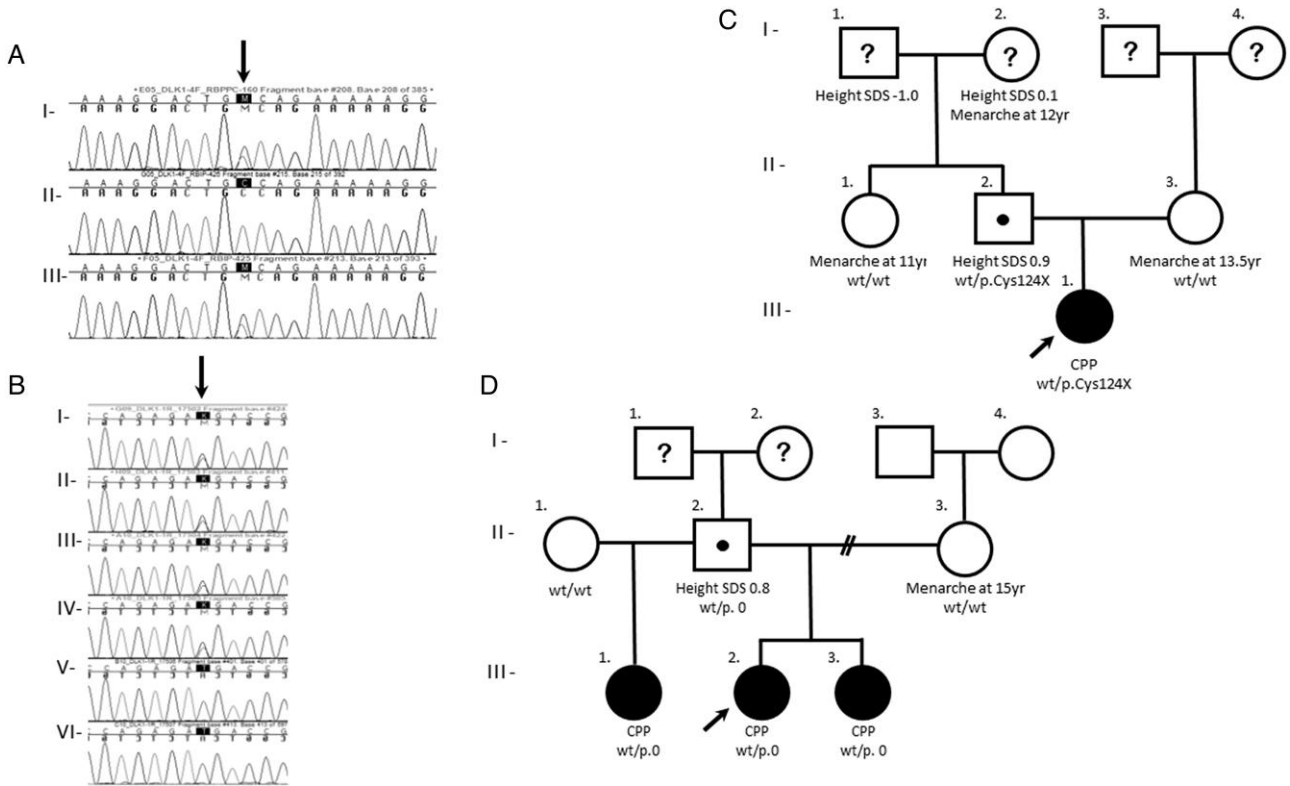 A
•E05_DLK1-4F_RBPPC-160 Fragment base #208. Base 208 of 385 •
A A A G G A C T G M C A G A A A A A G G
I-
A A A G G A C T G M C A G A A A A A G G
G05_DLK1-4F_RBIP-426 Fragment base #215. Base 215 of 392
A A A G G A C T G C C A G A A A A A G G
II-
A A A G G A C T G C C A G A A A A A G G
•F05_DLK1-4F_RBIP-425 Fragment base #213. Base 213 of 393 •
A A A G G A C T G M C A G A A A A A G G
III-
A A A G G A C T G M C A G A A A A A G G
B
I-
C A G A G A K G A C C G
II-
C A G A G A K G A C C G
III-
C A G A G A K G A C C G
IV-
C A G A G A K G A C C G
V-
C A G A G A T G A C C G
VI-
C A G A G A T G A C C G
C
I-
1.
2.
3.
4.
?
?
?
?
Height SDS -1.0
Height SDS 0.1
Menarche at 12yr
II-
1.
2.
3.
Menarche at 11yr
wt/wt
Height SDS 0.9
wt/p.Cys124X
Menarche at 13.5yr
wt/wt
III-
1.
CPP
wt/p.Cys124X
D
I-
1.
2.
3.
4.
?
?
II-
1.
2.
3.
wt/wt
Height SDS 0.8
wt/p. 0
Menarche at 15yr
wt/wt
III-
1.
2.
3.
CPP
wt/p.0
CPP
wt/p.0
CPP
wt/p. 0